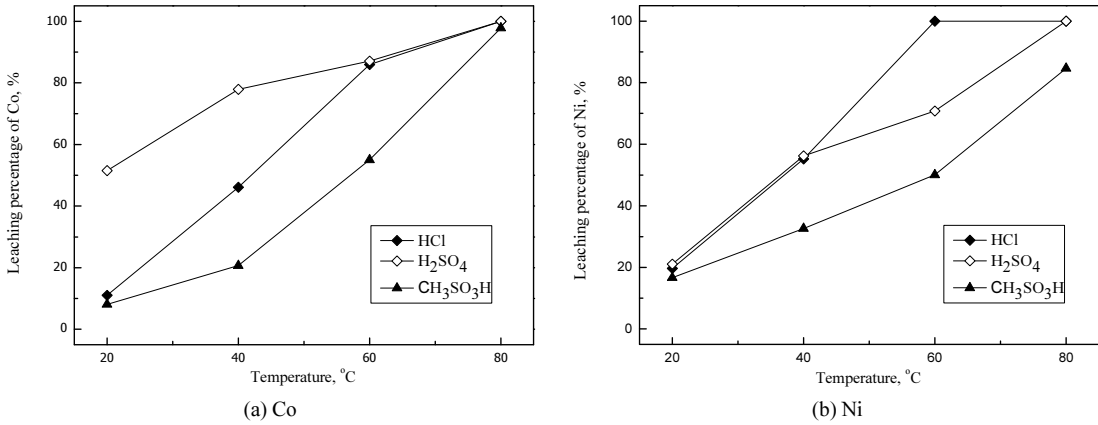 Leaching percentage of Co, %
100
80
60
40
20
0
HCl
H2SO4
CH3SO3H
20 40 60 80
Temperature, °C
(a) Co
Leaching percentage of Ni, %
100
80
60
40
20
0
HCl
H2SO4
CH3SO3H
20 40 60 80
Temperature, °C
(b) Ni